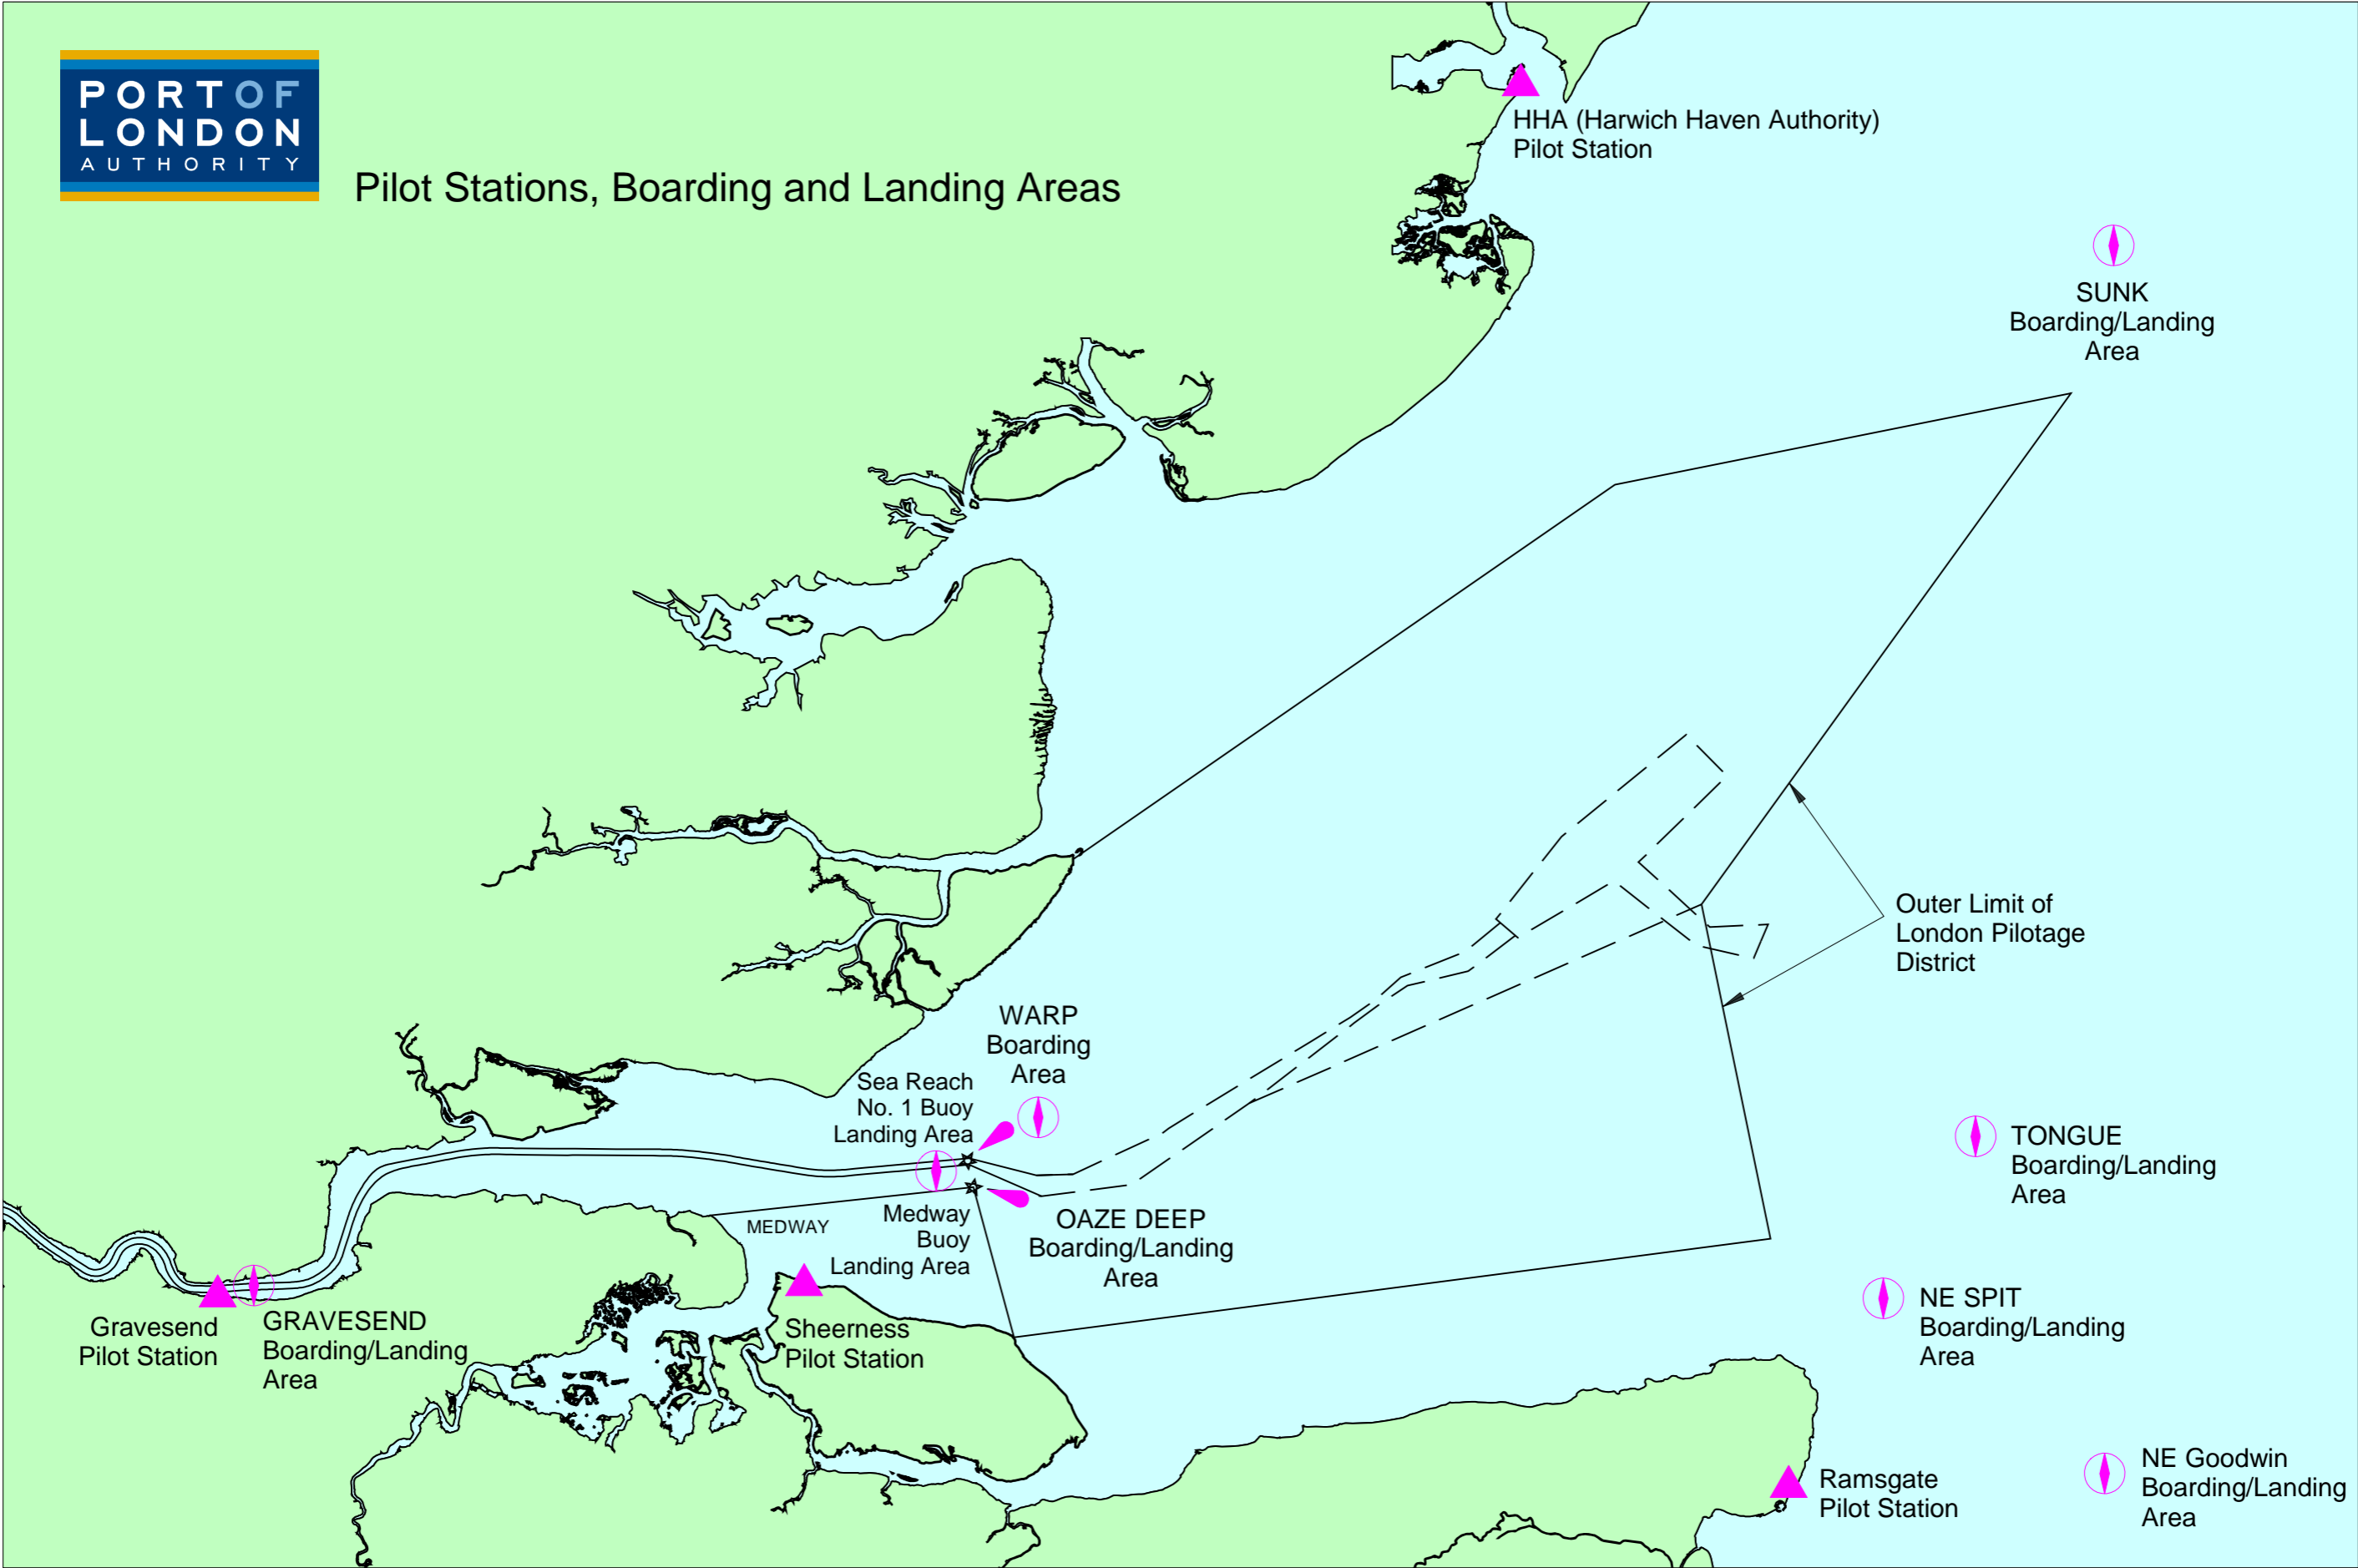 PORT OF
LONDON
AUTHORITY
Pilot Stations, Boarding and Landing Areas
HHA (Harwich Haven Authority)
Pilot Station
SUNK
Boarding/Landing
Area
Outer Limit of
London Pilotage
District
WARP
Boarding
Area
Sea Reach
No. 1 Buoy
Landing Area
TONGUE
Boarding/Landing
Area
MEDWAY
Medway
Buoy
Landing Area
OAZE DEEP
Boarding/Landing
Area
Gravesend
Pilot Station
GRAVESEND
Boarding/Landing
Area
Sheerness
Pilot Station
NE SPIT
Boarding/Landing
Area
Ramsgate
Pilot Station
NE Goodwin
Boarding/Landing
Area